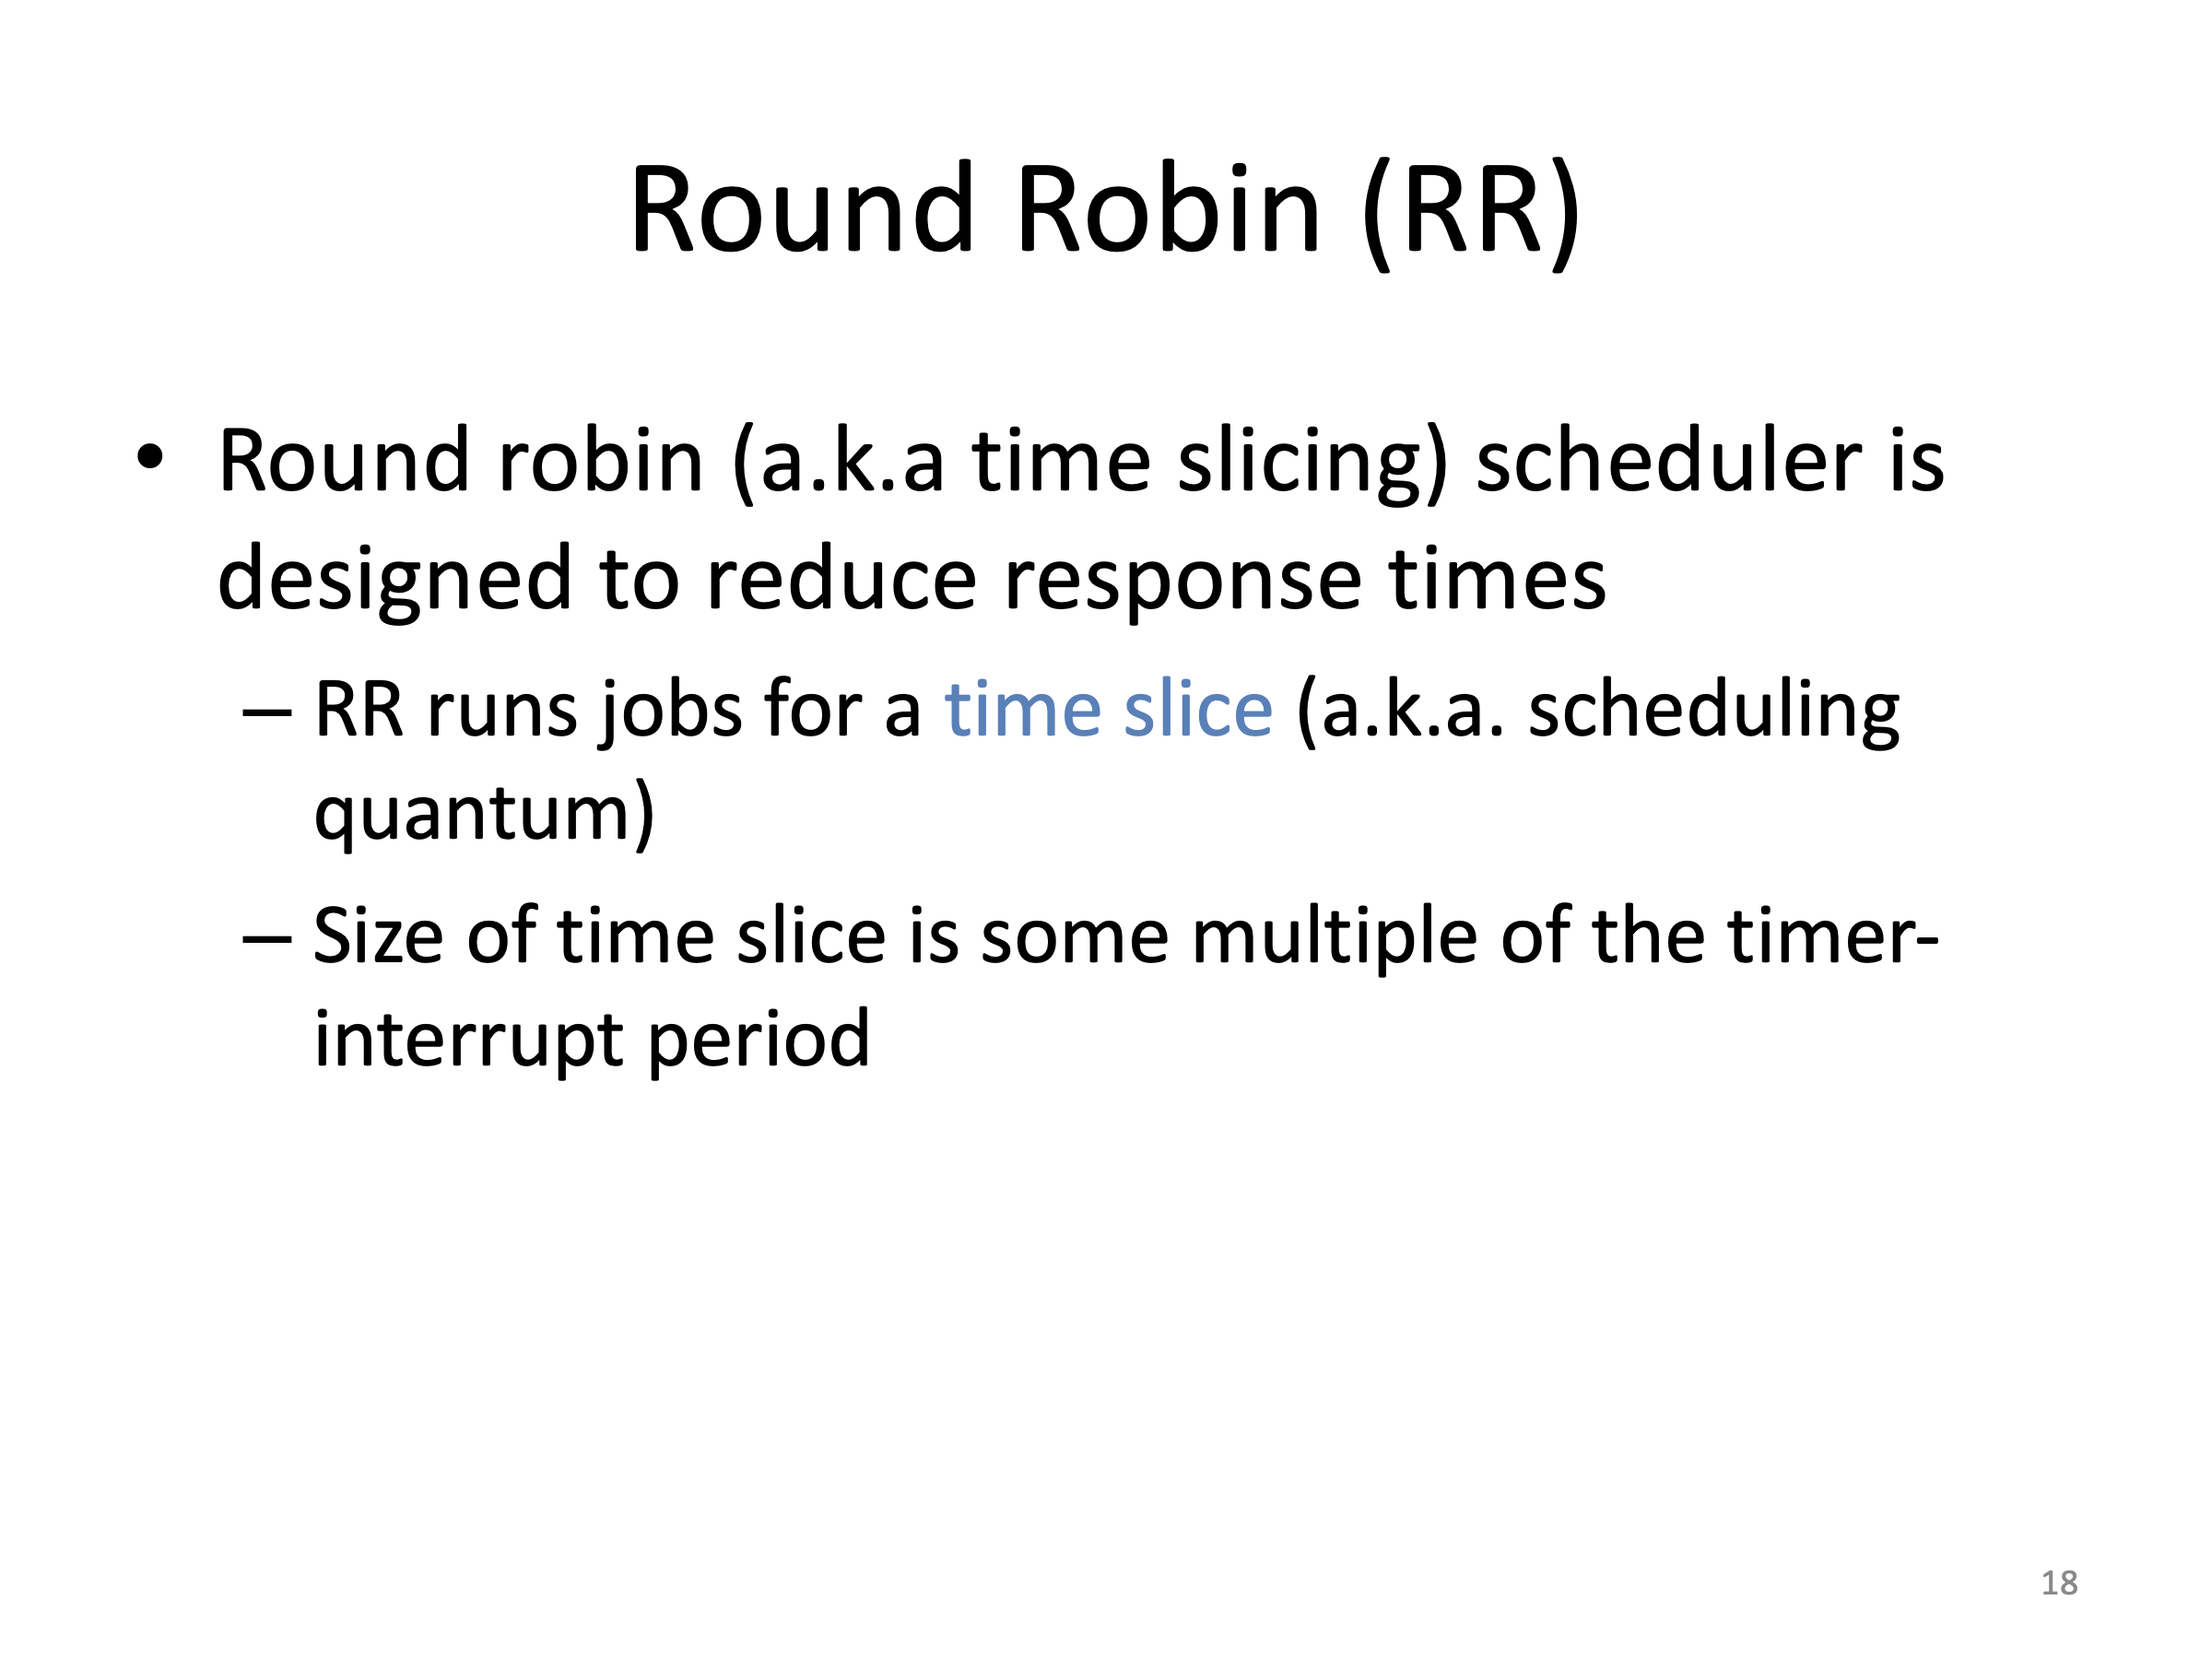 Round Robin (RR)
• Round robin (a.k.a time slicing) scheduler is
designed to reduce response times
– RR runs jobs for a time slice (a.k.a. scheduling
quantum)
– Size of time slice is some multiple of the timer-
interrupt period
18